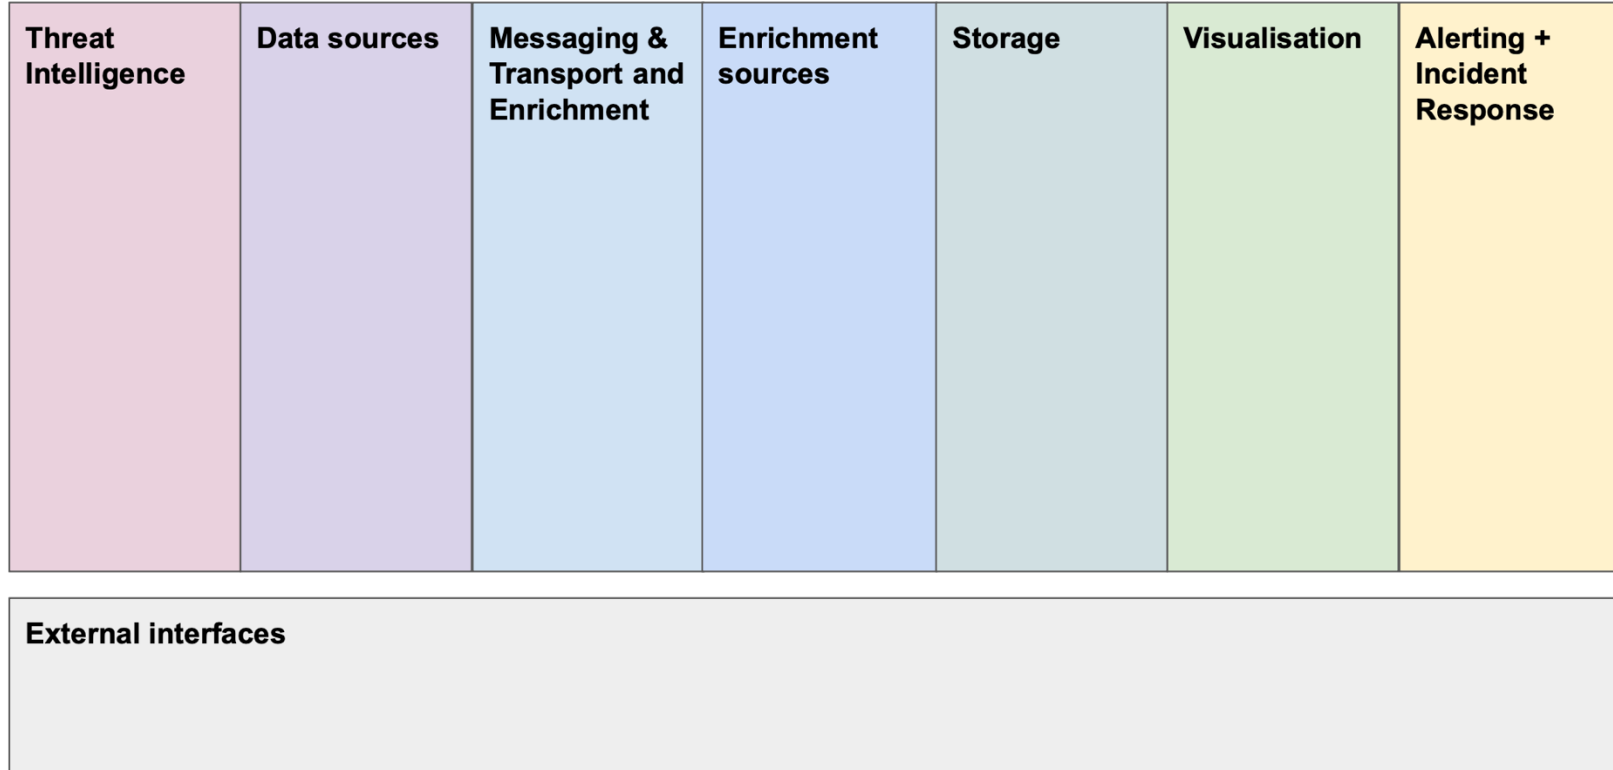 Threat
Intelligence
Data sources
Messaging &
Transport and
Enrichment
Enrichment
sources
Storage
Visualisation
Alerting +
Incident
Response
External interfaces